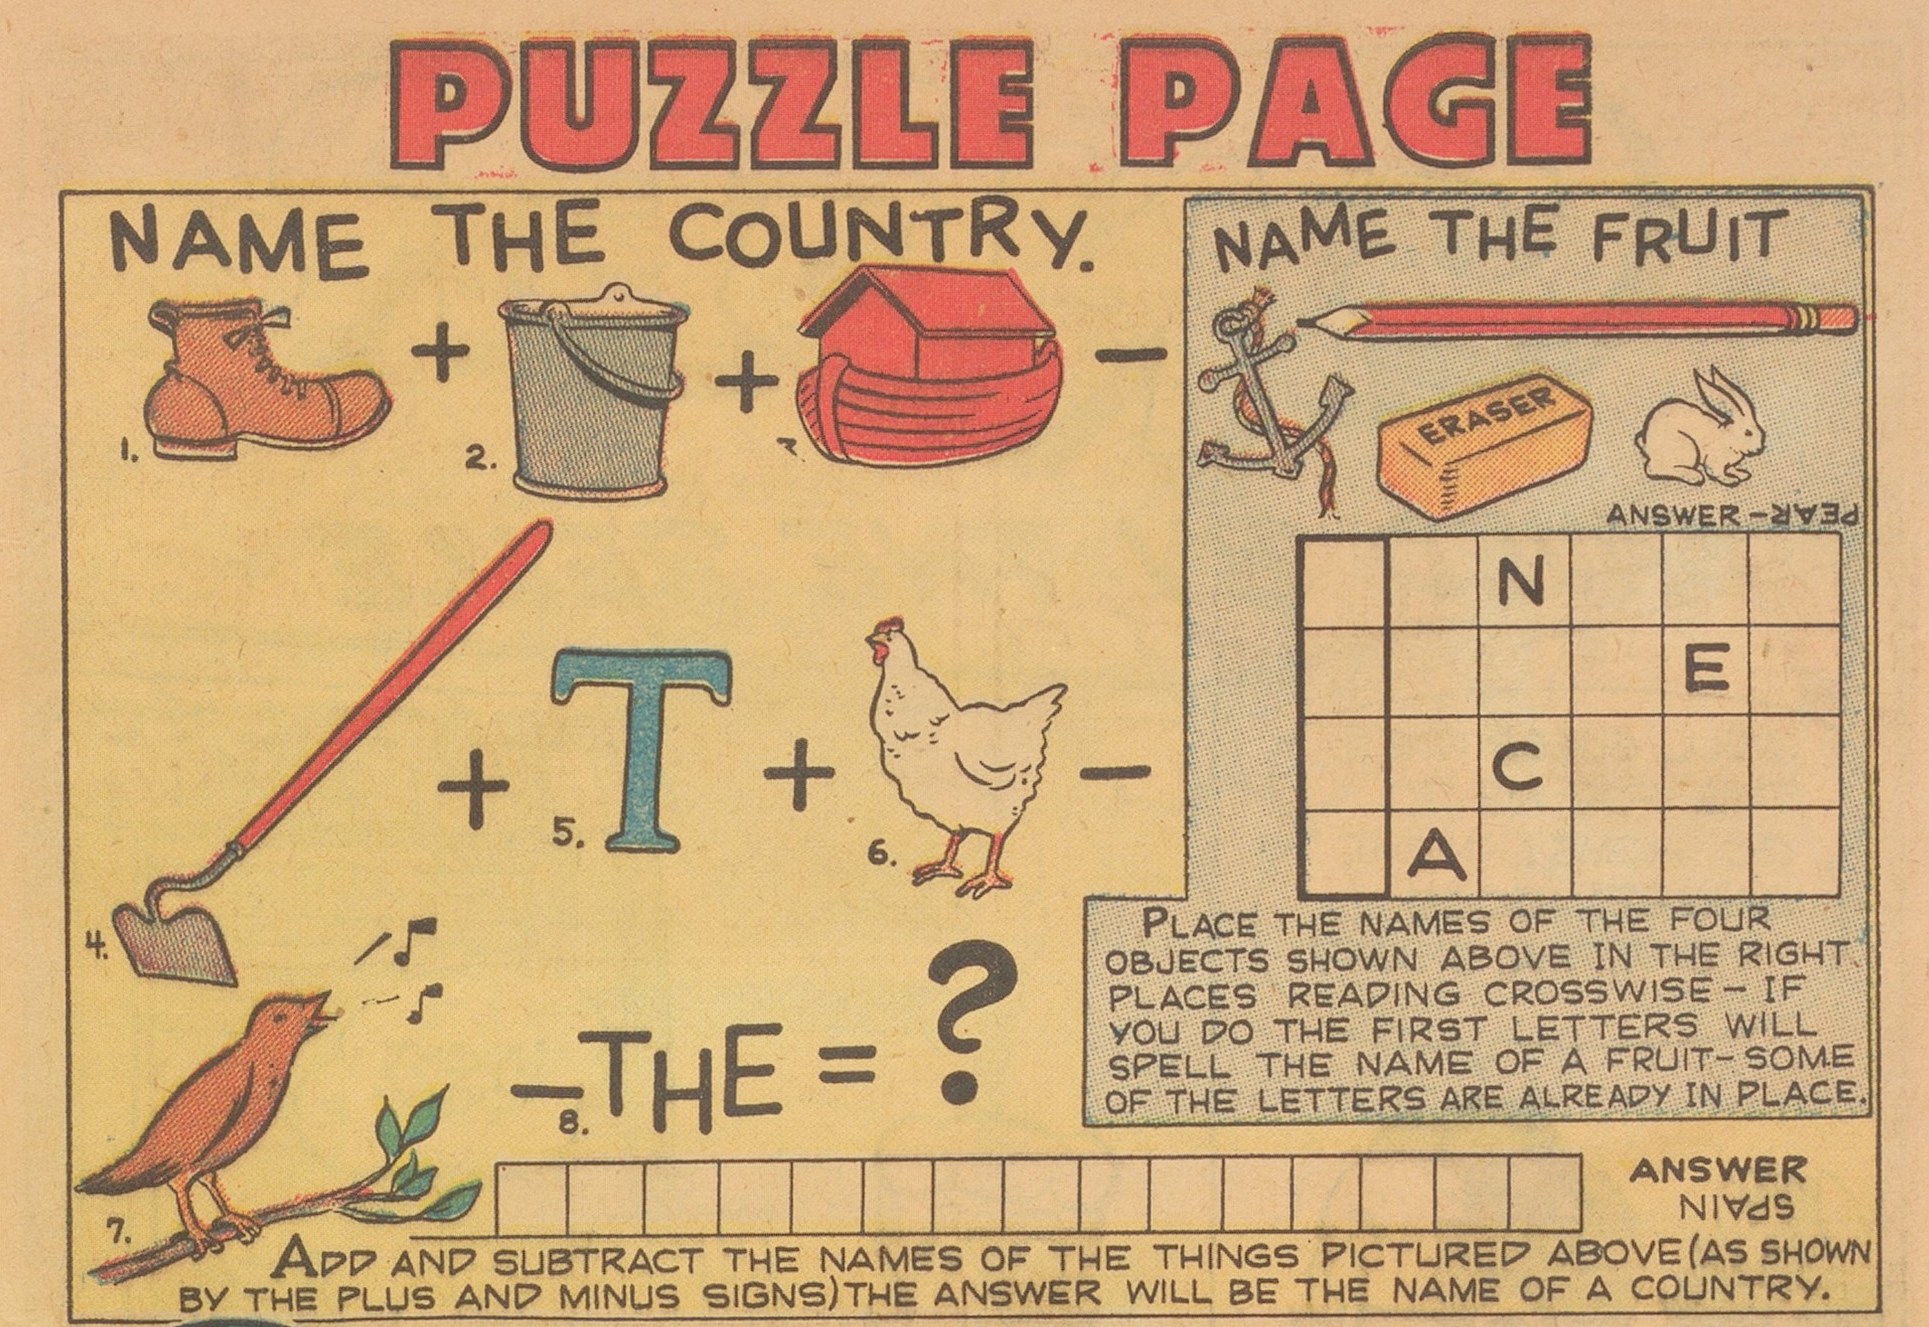 PUZZLE PAGE
NAME THE COUNTRY.
+ + −
1.
2.
4.
+
5.
T
+
6.
−
7.
−
8.
THE = ?
ANSWER
SPAIN
ADD AND SUBTRACT THE NAMES OF THE THINGS PICTURED ABOVE (AS SHOWN
BY THE PLUS AND MINUS SIGNS) THE ANSWER WILL BE THE NAME OF A COUNTRY.
NAME THE FRUIT
ERASER
ANSWER - PEAR
N
E
C
A
PLACE THE NAMES OF THE FOUR
OBJECTS SHOWN ABOVE IN THE RIGHT
PLACES READING CROSSWISE - IF
YOU DO THE FIRST LETTERS WILL
SPELL THE NAME OF A FRUIT - SOME
OF THE LETTERS ARE ALREADY IN PLACE.